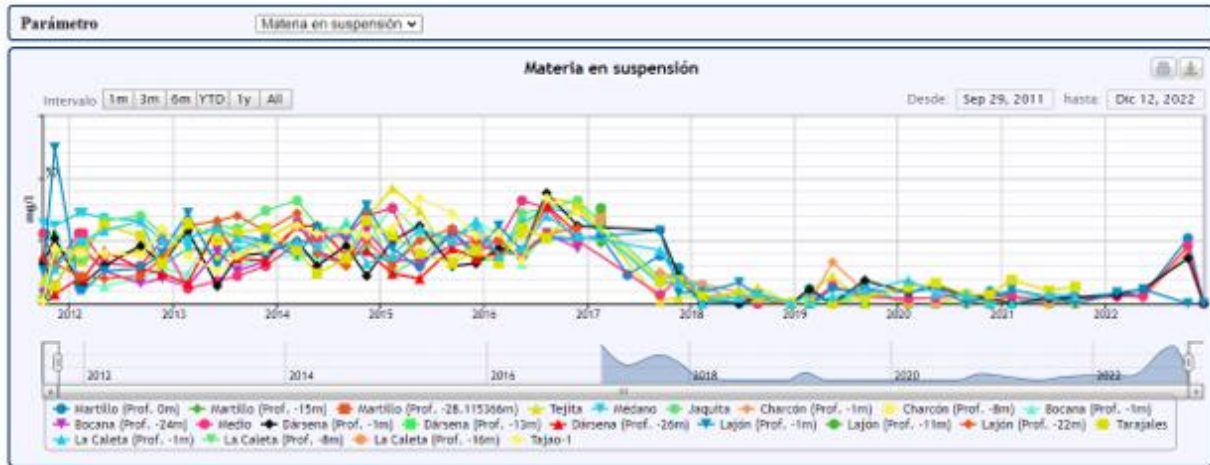 Parámetro Materia en suspensión
Materia en suspensión
Intervalo 1m 3m 6m YTD 1y All Desde: Sep 29, 2011 hasta: Dic 12, 2022
mg/l
2012 2013 2014 2015 2016 2017 2018 2019 2020 2021 2022
2012 2014 2016 2018 2020 2022
Martillo (Prof. 0m) Martillo (Prof. -15m) Martillo (Prof. -28.115366m) Tejita Médano Jaquita Charcón (Prof. -1m) Charcón (Prof. -8m) Bocana (Prof. -1m)
Bocana (Prof. -24m) Medio Dársena (Prof. -1m) Dársena (Prof. -13m) Dársena (Prof. -26m) Lajón (Prof. -1m) Lajón (Prof. -11m) Lajón (Prof. -22m) Tarajales
La Caleta (Prof. -1m) La Caleta (Prof. -8m) La Caleta (Prof. -16m) Tajao-1